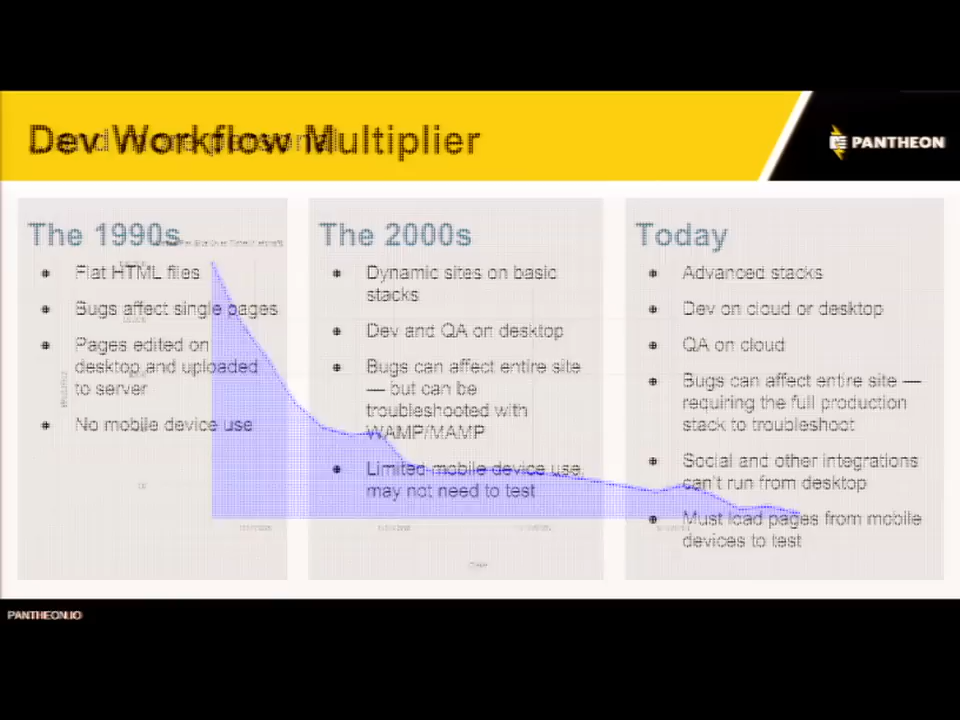 Dev Workflow Multiplier
PANTHEON
The 1990s
Flat HTML files
Bugs affect single pages
Pages edited on
desktop and uploaded
to server
No mobile device use
The 2000s
Dynamic sites on basic
stacks
Dev and QA on desktop
Bugs can affect entire site
— but can be
troubleshooted with
WAMP/MAMP
Limited mobile device use,
may not need to test
Today
Advanced stacks
Dev on cloud or desktop
QA on cloud
Bugs can affect entire site —
requiring the full production
stack to troubleshoot
Social and other integrations
can't run from desktop
Must load pages from mobile
devices to test
PANTHEON.IO